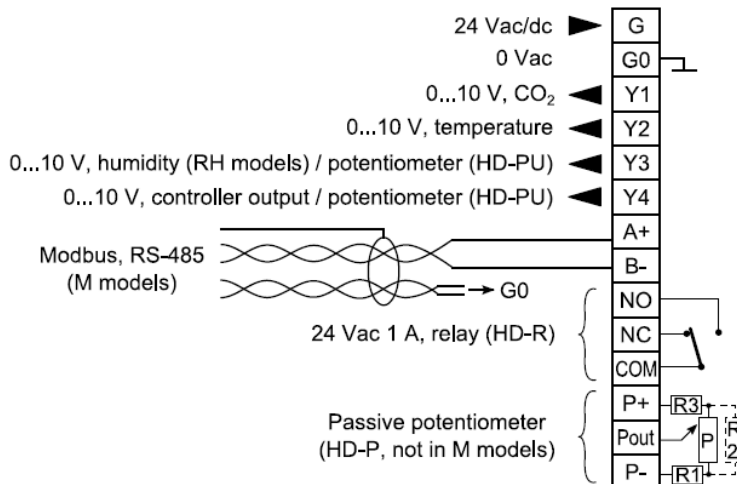 24 Vac/dc G
0 Vac G0
0...10 V, CO₂ Y1
0...10 V, temperature Y2
0...10 V, humidity (RH models) / potentiometer (HD-PU) Y3
0...10 V, controller output / potentiometer (HD-PU) Y4
A+
Modbus, RS-485
(M models)
B-
G0
NO
24 Vac 1 A, relay (HD-R) NC
COM
P+ R3
Passive potentiometer
(HD-P, not in M models)
Pout P R
2
P- R1